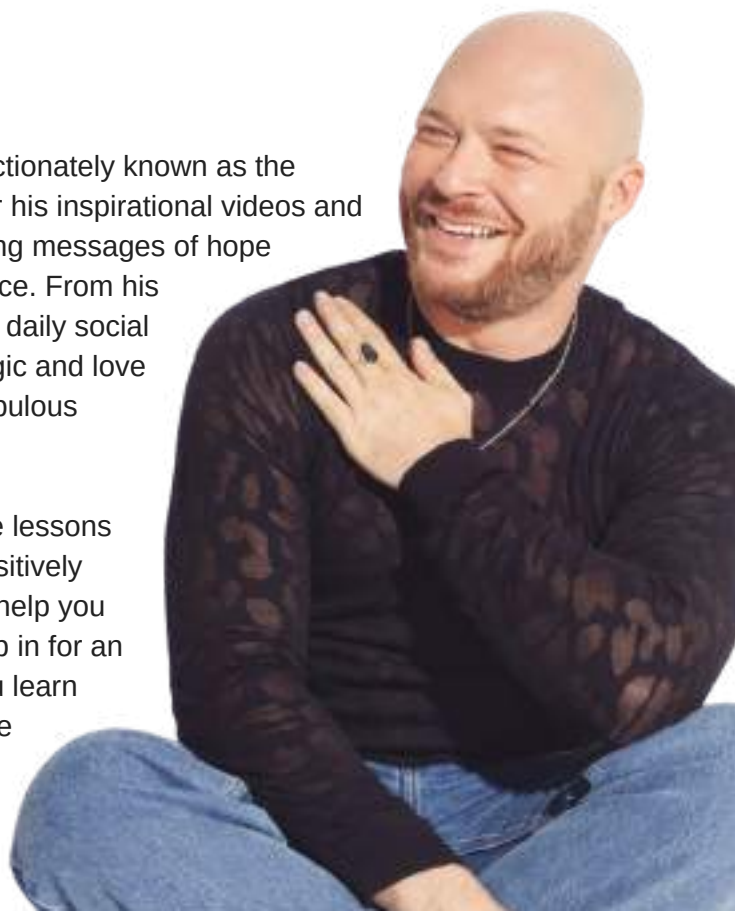 ctionately known as the
his inspirational videos and
ng messages of hope
ce. From his
daily social
gic and love
bulous
lessons
sitively
help you
in for an
learn